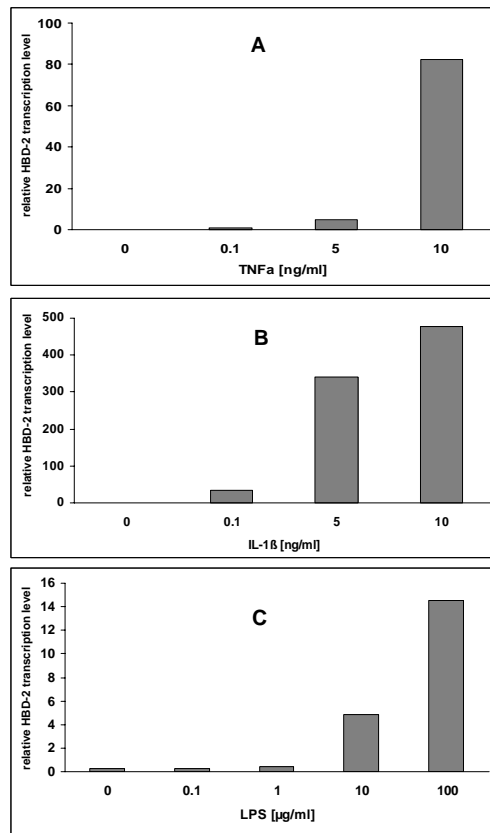 A
relative HBD-2 transcription level
100
80
60
40
20
0
0 0.1 5 10
TNFa [ng/ml]
B
relative HBD-2 transcription level
500
400
300
200
100
0
0 0.1 5 10
IL-1ß [ng/ml]
C
relative HBD-2 transcription level
16
14
12
10
8
6
4
2
0
0 0.1 1 10 100
LPS [µg/ml]